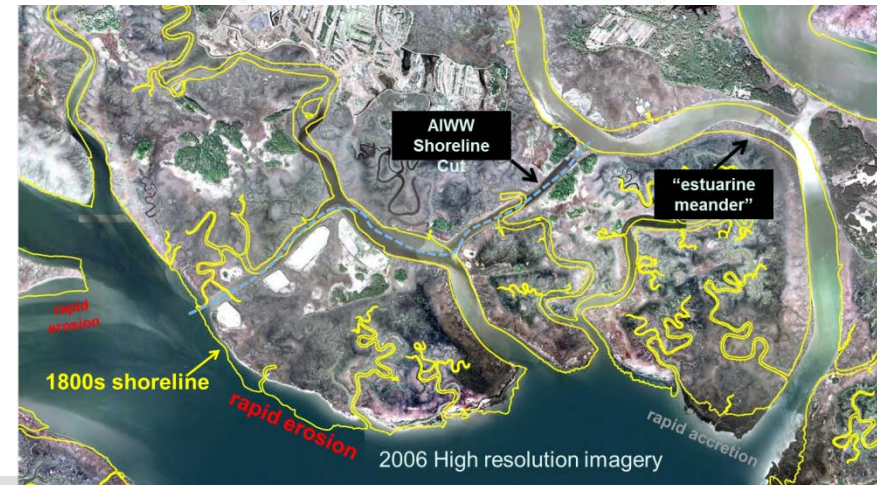 AIWW
Shoreline
Cut
“estuarine
meander”
rapid
erosion
1800s shoreline
rapid erosion
rapid accretion
2006 High resolution imagery